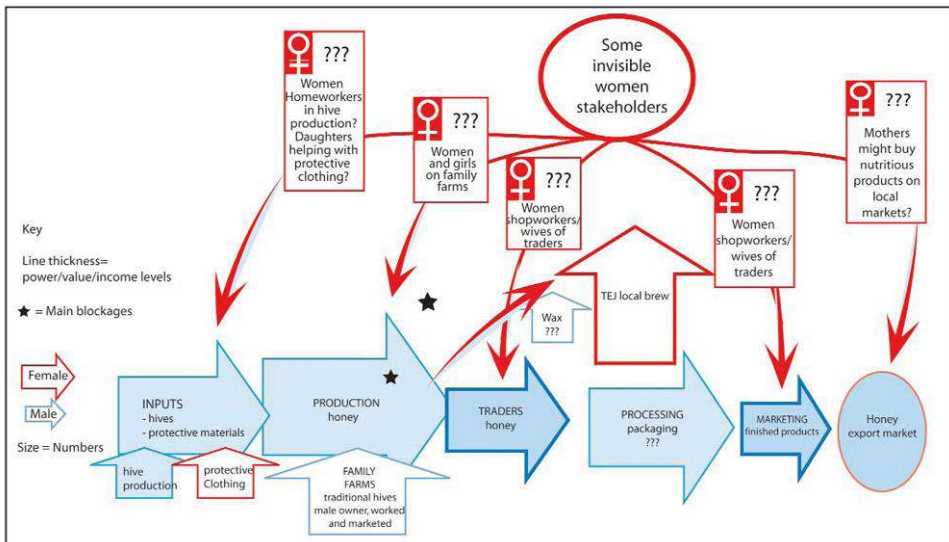 Some
invisible
women
stakeholders
???
Women
Homeworkers
in hive
production?
Daughters
helping with
protective
clothing?
???
Women
and girls
on family
farms
???
Women
shopworkers/
wives of
traders
???
Women
shopworkers/
wives of
traders
???
Mothers
might buy
nutritious
products on
local
markets?
Key
Line thickness=
power/value/income levels
= Main blockages
Female
Male
Size = Numbers
TEJ local brew
Wax
???
INPUTS
- hives
- protective materials
PRODUCTION
honey
TRADERS
honey
PROCESSING
packaging
???
MARKETING
finished products
Honey
export market
hive
production
protective
Clothing
FAMILY
FARMS
traditional hives
male owner, worked
and marketed